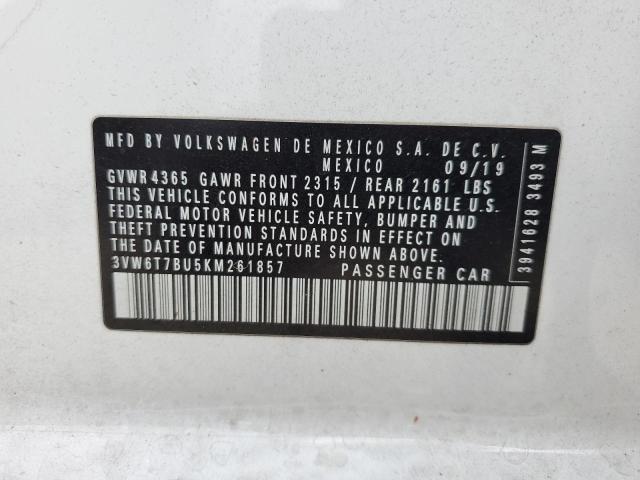 MFD BY VOLKSWAGEN DE MEXICO S.A. DE C.V.
MEXICO 09/19
GVWR 4365 GAWR FRONT 2315 / REAR 2161 LBS
THIS VEHICLE CONFORMS TO ALL APPLICABLE U.S.
FEDERAL MOTOR VEHICLE SAFETY, BUMPER AND
THEFT PREVENTION STANDARDS IN EFFECT ON
THE DATE OF MANUFACTURE SHOWN ABOVE.
3VW6T7BU5KM261857 PASSENGER CAR
3941628 3493 M